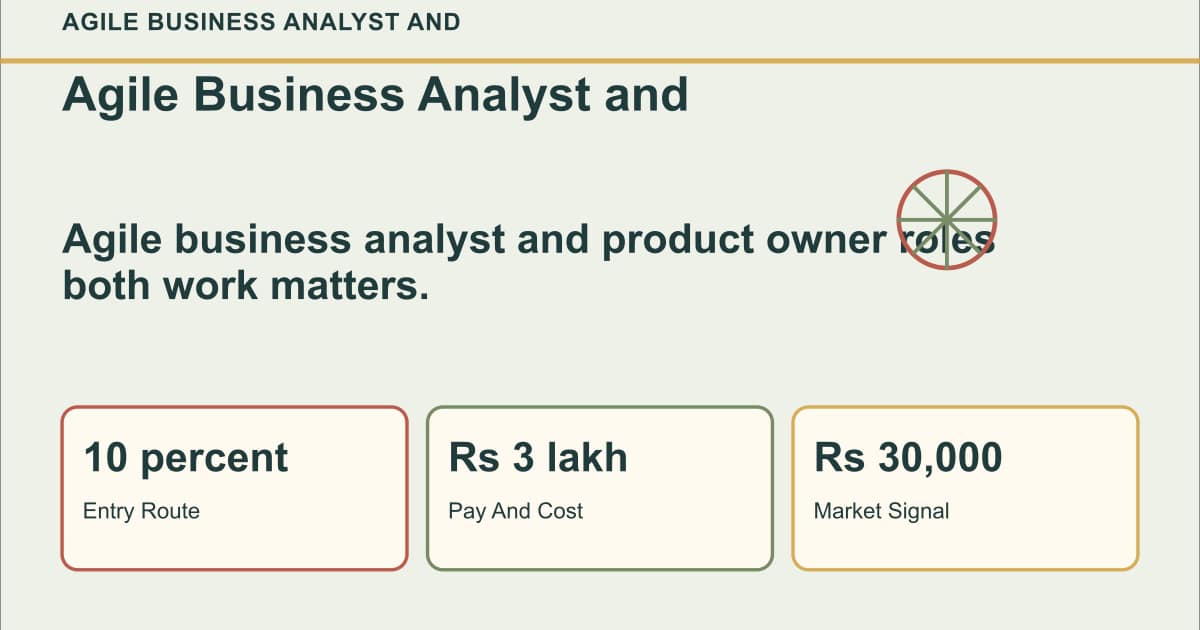 AGILE BUSINESS ANALYST AND
Agile Business Analyst and
Agile business analyst and product owner roles
both work matters.
10 percent
Entry Route
Rs 3 lakh
Pay And Cost
Rs 30,000
Market Signal